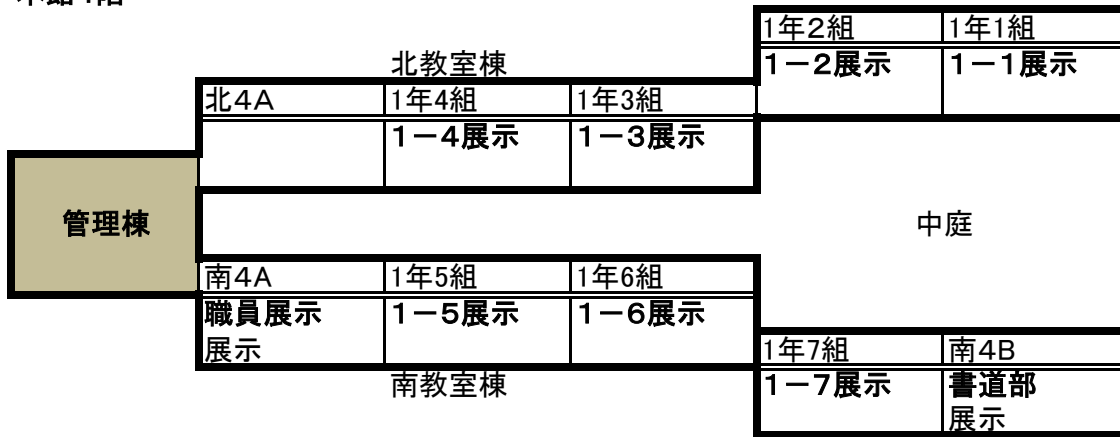 1年2組 1年1組
北教室棟 1－2展示 1－1展示
北4A 1年4組 1年3組
1－4展示 1－3展示
管理棟 中庭
南4A 1年5組 1年6組
職員展示 1－5展示 1－6展示
展示 1年7組 南4B
南教室棟 1－7展示 書道部
展示